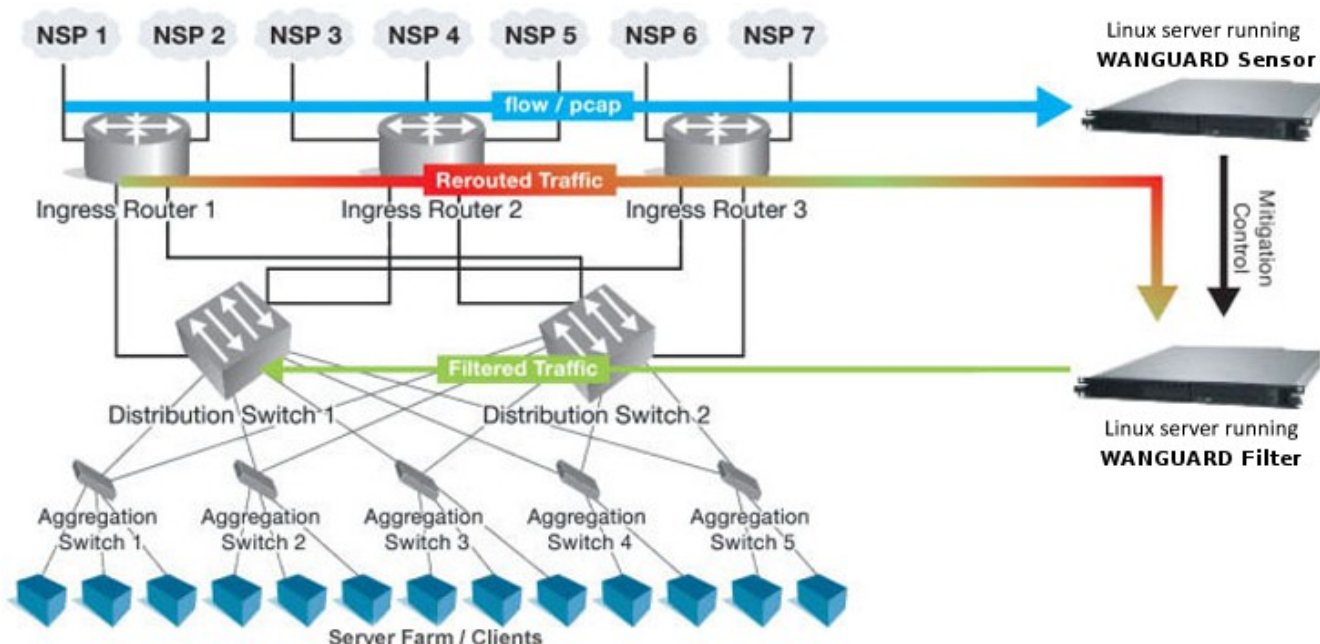 NSP 1
NSP 2
NSP 3
NSP 4
NSP 5
NSP 6
NSP 7
Linux server running
WANGUARD Sensor
flow / pcap
Rerouted Traffic
Ingress Router 1
Ingress Router 2
Ingress Router 3
Mitigation
Control
Filtered Traffic
Distribution Switch 1
Distribution Switch 2
Linux server running
WANGUARD Filter
Aggregation
Switch 1
Aggregation
Switch 2
Aggregation
Switch 3
Aggregation
Switch 4
Aggregation
Switch 5
Server Farm / Clients